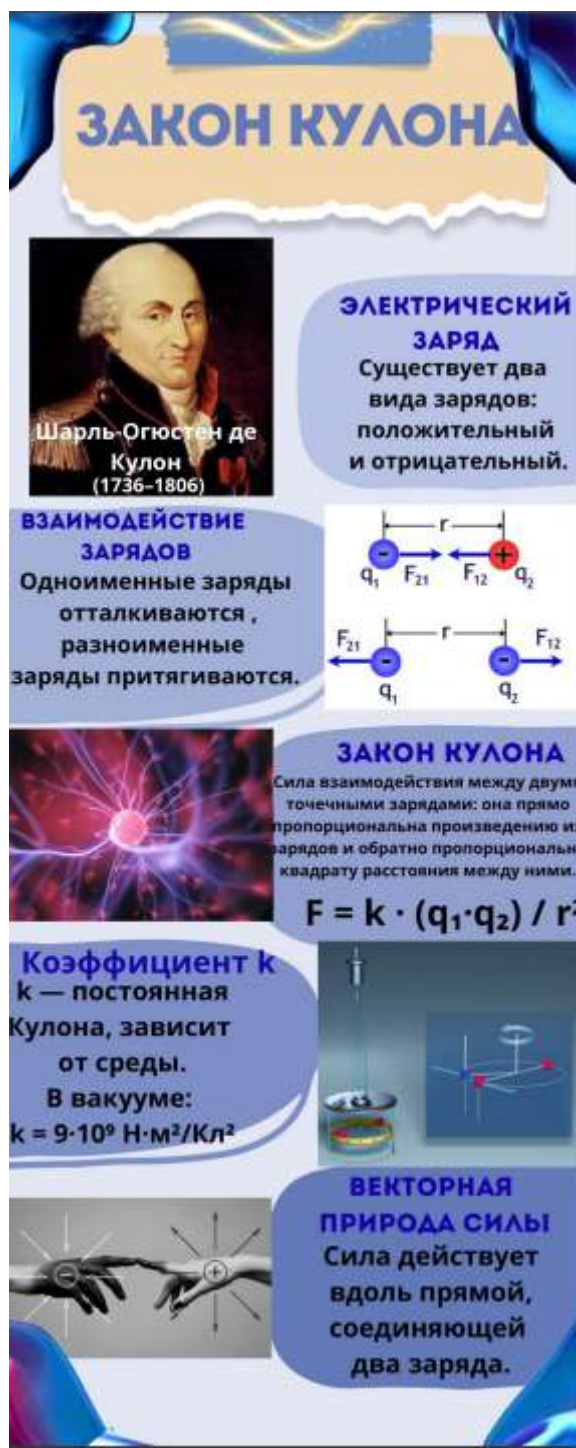 ЗАКОН КУЛОНА
Шарль-Огюстен де
Кулон
(1736–1806)
ЭЛЕКТРИЧЕСКИЙ
ЗАРЯД
Существует два
вида зарядов:
положительный
и отрицательный.
ВЗАИМОДЕЙСТВИЕ
ЗАРЯДОВ
Одноименные заряды
отталкиваются ,
разноименные
заряды притягиваются.
r
- +
q₁ F₂₁ F₁₂ q₂
F₂₁ r F₁₂
- -
q₁ q₂
ЗАКОН КУЛОНА
Сила взаимодействия между двумя
точечными зарядами: она прямо
пропорциональна произведению их
зарядов и обратно пропорциональн
квадрату расстояния между ними.
F = k · (q₁·q₂) / r²
Коэффициент k
k — постоянная
Кулона, зависит
от среды.
В вакууме:
k = 9·10⁹ Н·м²/Кл²
ВЕКТОРНАЯ
ПРИРОДА СИЛЫ
Сила действует
вдоль прямой,
соединяющей
два заряда.
− +